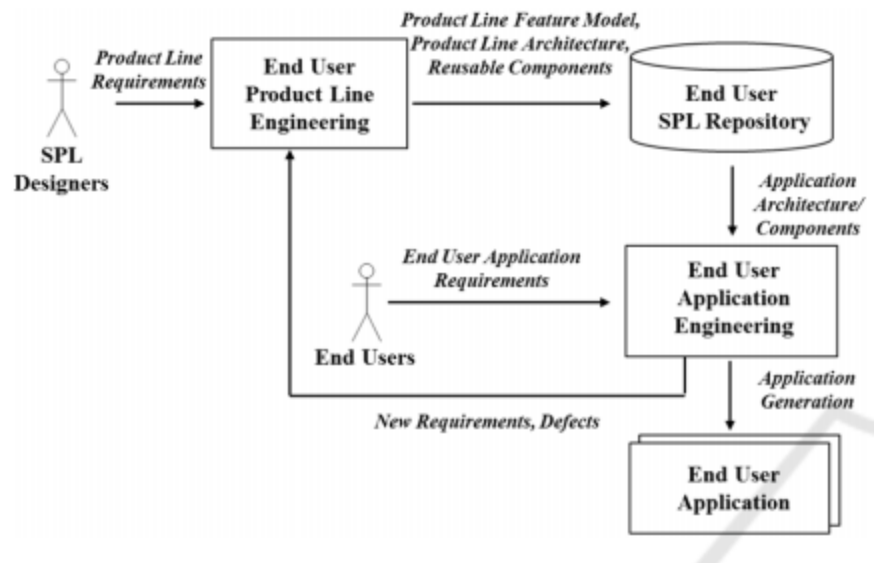 Product Line Feature Model,
Product Line Architecture,
Reusable Components
Product Line
Requirements
End User
Product Line
Engineering
End User
SPL Repository
SPL
Designers
Application
Architecture/
Components
End User Application
Requirements
End User
Application
Engineering
End Users
Application
Generation
New Requirements, Defects
End User
Application